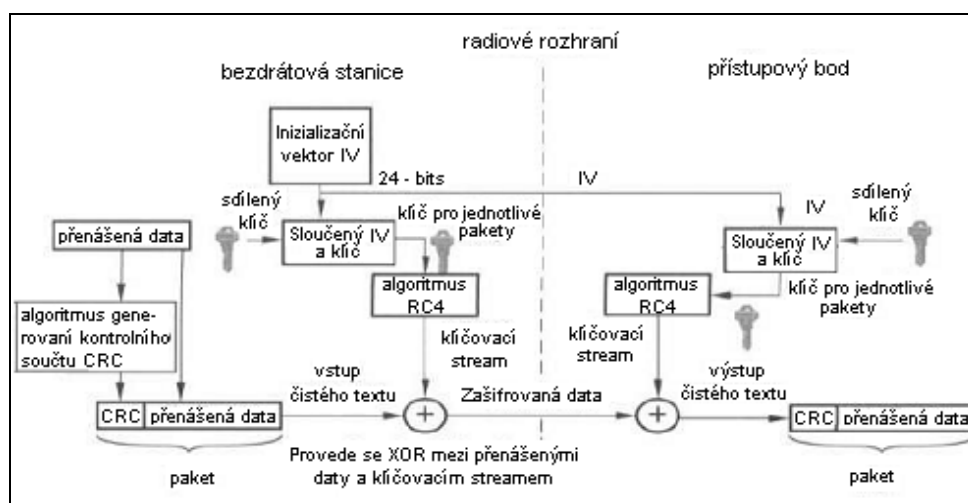 radiové rozhraní
bezdrátová stanice
přístupový bod
Inizializační
vektor IV
24 - bits
IV
sdílený
klíč
klíč pro jednotlivé
pakety
IV
sdílený
klíč
přenášená data
Sloučený IV
a klíč
Sloučený IV
a klíč
algoritmus
RC4
algoritmus
RC4
klíč pro jednotlivé
pakety
algoritmus gene-
rovaní kontrolního
součtu CRC
klíčovací
stream
klíčovací
stream
vstup
čistého textu
Zašifrovaná data
výstup
čistého textu
CRC přenášená data
+
+
CRC přenášená data
paket
Provede se XOR mezi přenášenými
daty a klíčovacím streamem
paket